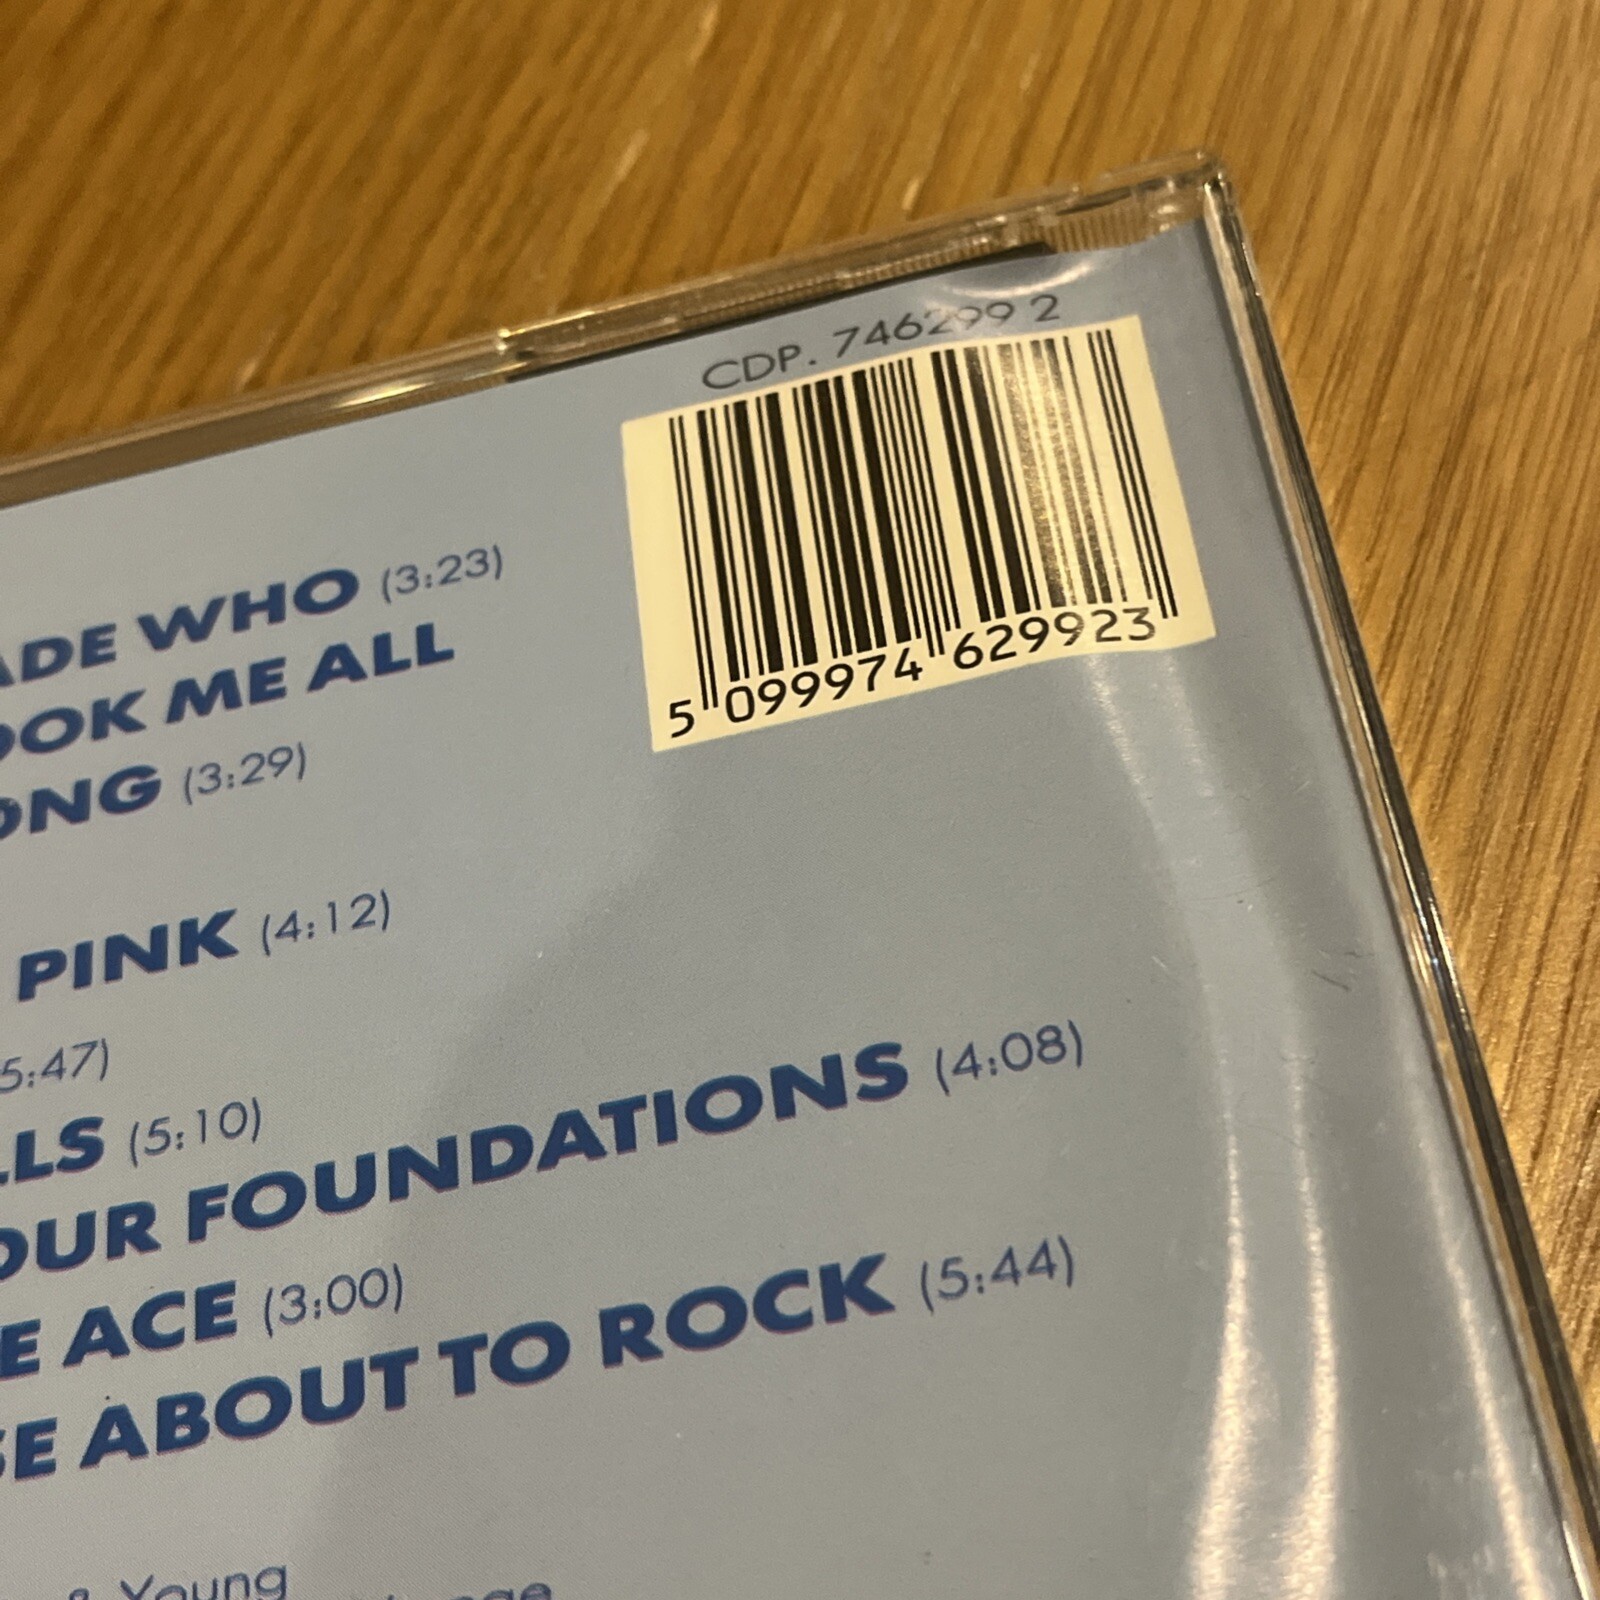 CDP. 746299 2
5 099974 629923
ADE WHO (3:23)
OOK ME ALL
ONG (3:29)
PINK (4:12)
5:47)
LLS (5:10)
OUR FOUNDATIONS (4:08)
E ACE (3:00)
SE ABOUT TO ROCK (5:44)
& Young